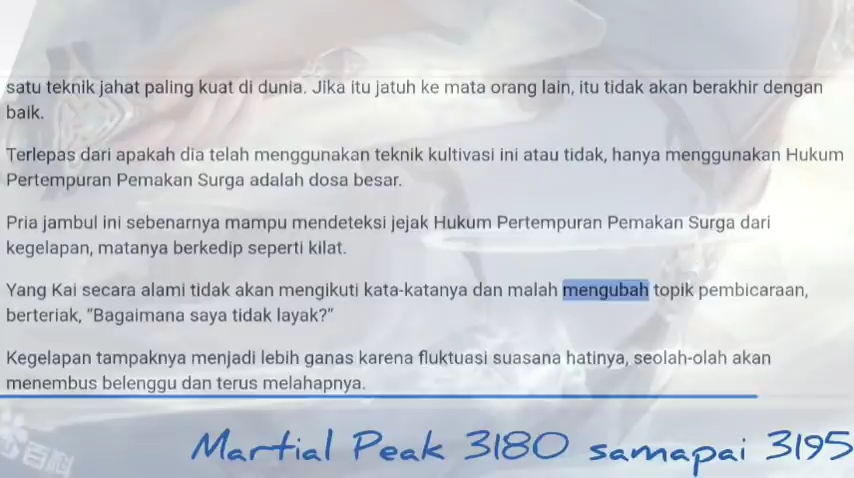 satu teknik jahat paling kuat di dunia. Jika itu jatuh ke mata orang lain, itu tidak akan berakhir dengan
baik.
Terlepas dari apakah dia telah menggunakan teknik kultivasi ini atau tidak, hanya menggunakan Hukum
Pertempuran Pemakan Surga adalah dosa besar.
Pria jambul ini sebenarnya mampu mendeteksi jejak Hukum Pertempuran Pemakan Surga dari
kegelapan, matanya berkedip seperti kilat.
Yang Kai secara alami tidak akan mengikuti kata-katanya dan malah mengubah topik pembicaraan,
berteriak, "Bagaimana saya tidak layak?"
Kegelapan tampaknya menjadi lebih ganas karena fluktuasi suasana hatinya, seolah-olah akan
menembus belenggu dan terus melahapnya.
Martial Peak 3180 samapai 3195
百科